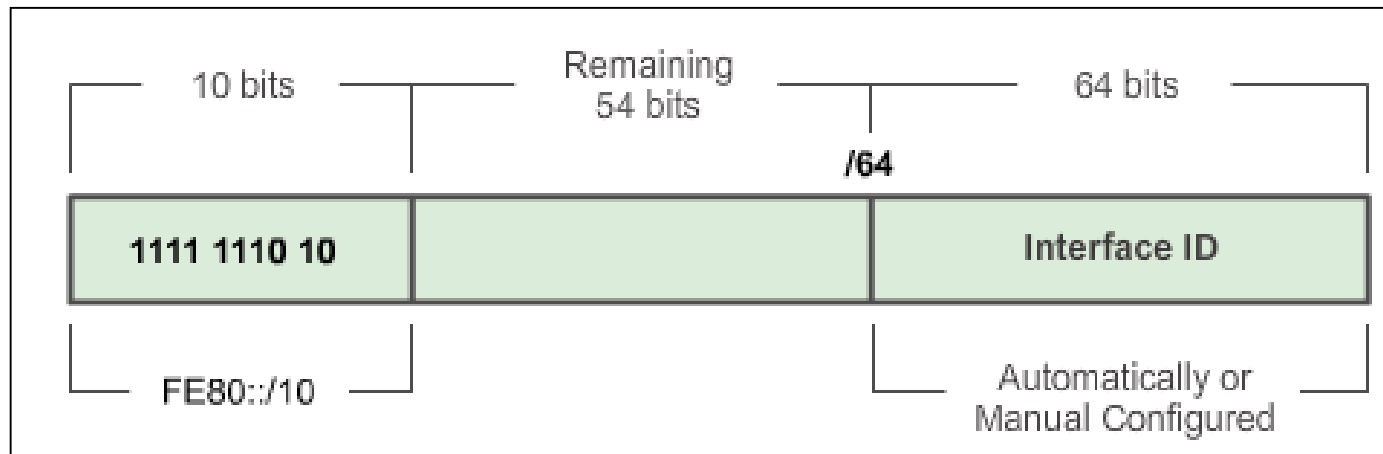 10 bits
Remaining
54 bits
64 bits
/64
1111 1110 10
Interface ID
FE80::/10
Automatically or
Manual Configured